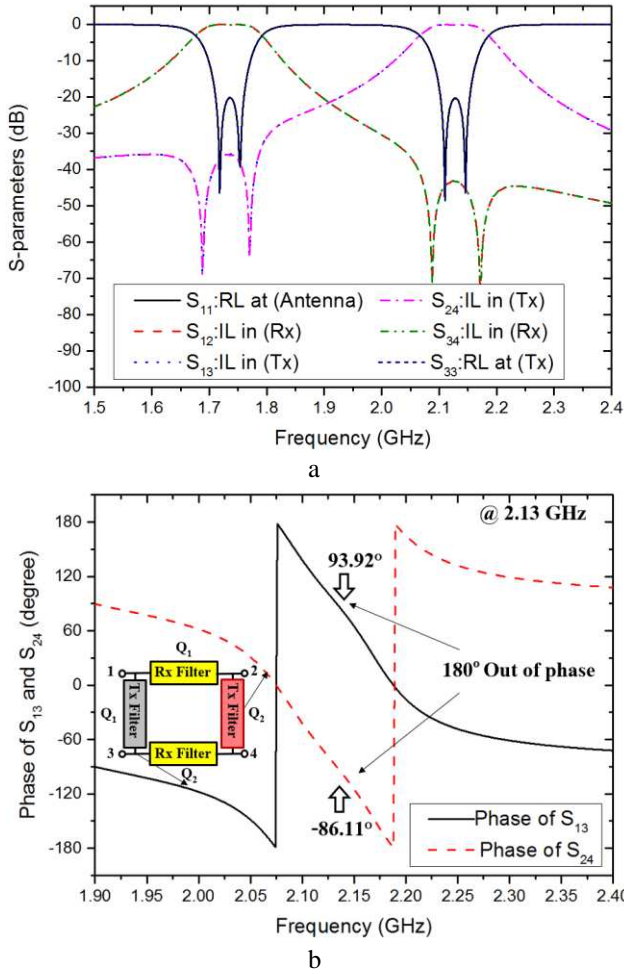 0
-10
-20
-30
-40
-50
-60
-70
-80
-90
-100
S-parameters (dB)
S₁₁:RL at (Antenna)
S₂₄:IL in (Tx)
S₁₂:IL in (Rx)
S₃₄:IL in (Rx)
S₁₃:IL in (Tx)
S₃₃:RL at (Tx)
1.5 1.6 1.7 1.8 1.9 2.0 2.1 2.2 2.3 2.4
Frequency (GHz)
a
180
120
60
0
-60
-120
-180
Phase of S₁₃ and S₂₄ (degree)
@ 2.13 GHz
93.92°
180° Out of phase
-86.11°
Q₁
1 Rx Filter 2
Q₁ Tx Filter
Tx Filter Q₂
3 Rx Filter 4
Q₂
Phase of S₁₃
Phase of S₂₄
1.90 1.95 2.00 2.05 2.10 2.15 2.20 2.25 2.30 2.35 2.40
Frequency (GHz)
b